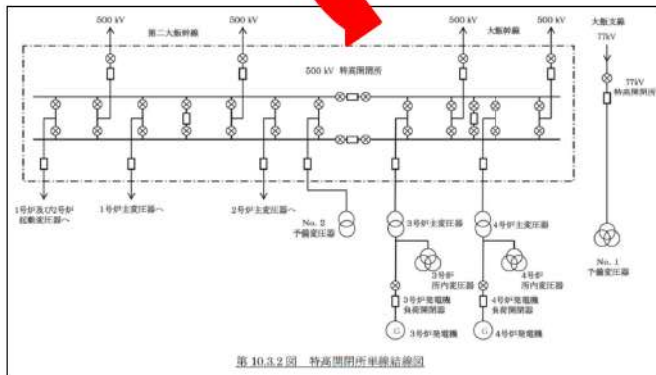 500 kV
500 kV
500 kV
500 kV
大飯支線
第二大飯幹線
大飯幹線
77kV
500 kV 特高開閉所
77kV
特高開閉所
1号炉及び2号炉
起動変圧器へ
1号炉主変圧器へ
2号炉主変圧器へ
No. 2
予備変圧器
3号炉主変圧器
4号炉主変圧器
3号炉
所内変圧器
4号炉
所内変圧器
No. 1
予備変圧器
3号炉発電機
負荷開閉器
4号炉発電機
負荷開閉器
G 3号炉発電機
G 4号炉発電機
第 10.3.2 図 特高開閉所単線結線図